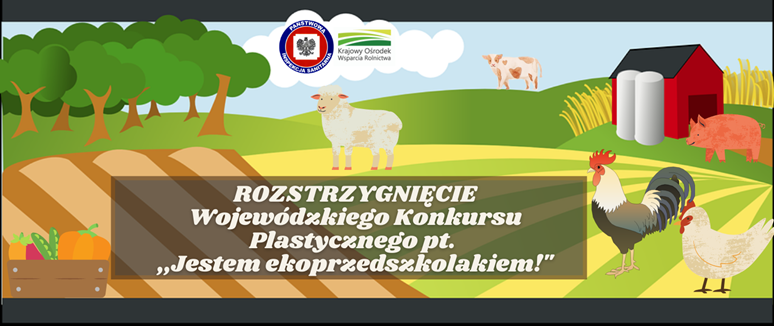 PAŃSTWOWA
INSPEKCJA SANITARNA
Krajowy Ośrodek
Wsparcia Rolnictwa
ROZSTRZYGNIĘCIE
Wojewódzkiego Konkursu
Plastycznego pt.
,,Jestem ekoprzedszkolakiem!"